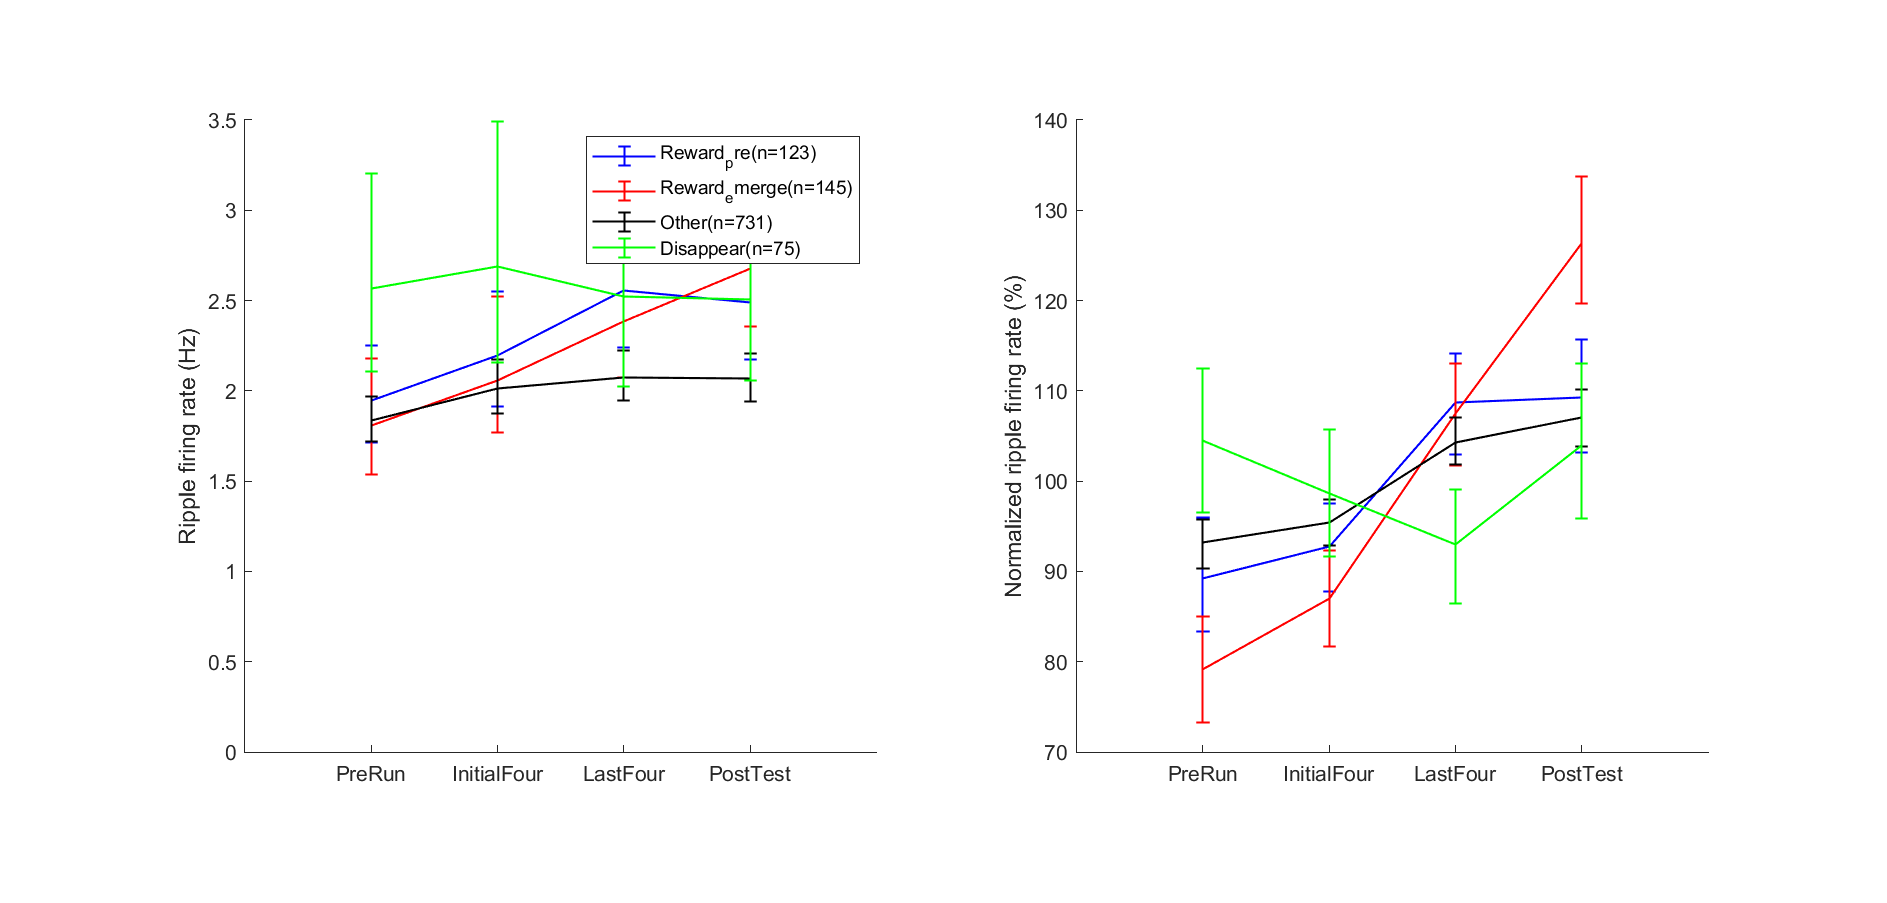 Ripple firing rate (Hz)
3.5
3
2.5
2
1.5
1
0.5
0
PreRun InitialFour LastFour PostTest
Reward_pre(n=123)
Reward_emerge(n=145)
Other(n=731)
Disappear(n=75)
Normalized ripple firing rate (%)
140
130
120
110
100
90
80
70
PreRun InitialFour LastFour PostTest